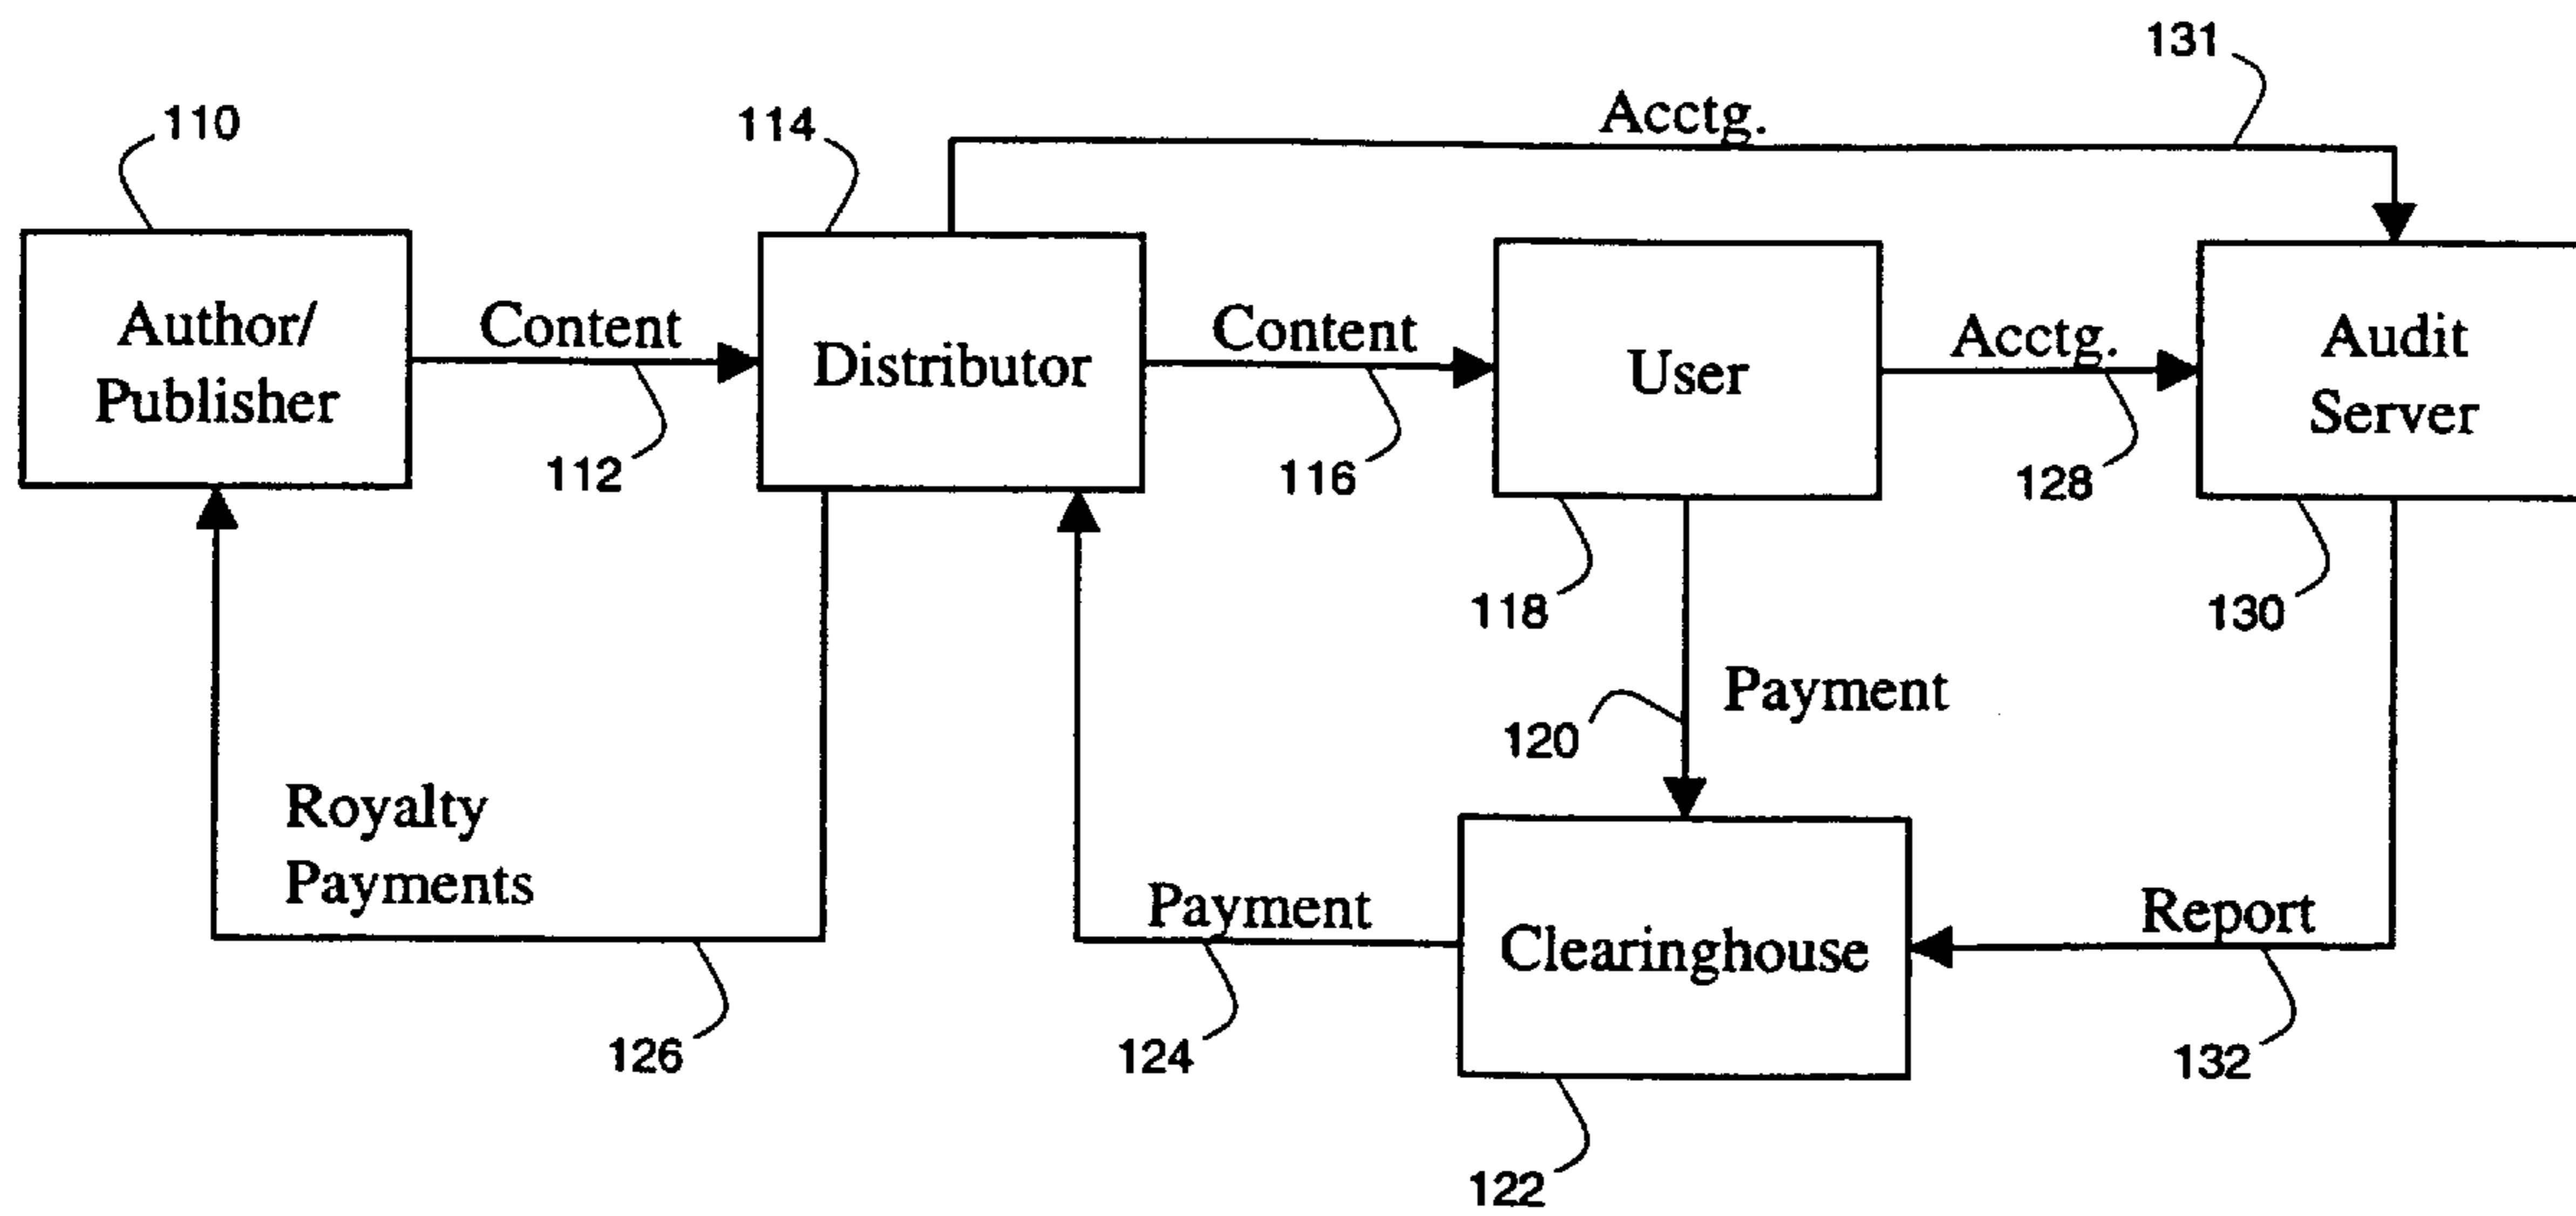 131
Acctg.
110
114
Author/
Publisher
Content
112
Distributor
Content
116
User
118
Acctg.
128
Audit
Server
130
120
Payment
Royalty
Payments
126
Payment
124
Clearinghouse
122
Report
132